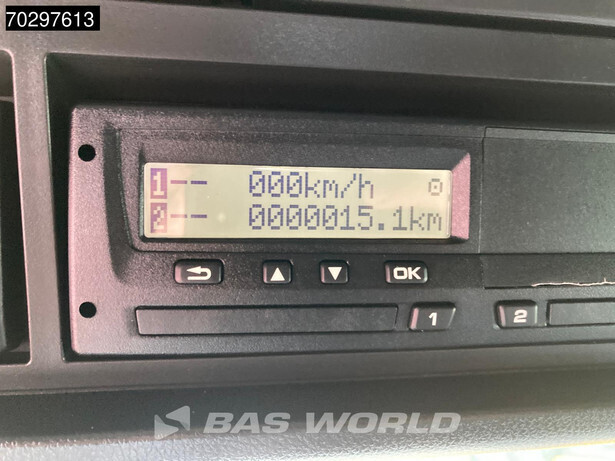 70297613
1-- 000km/h
2-- 0000015.1km
OK
1
2
BAS WORLD